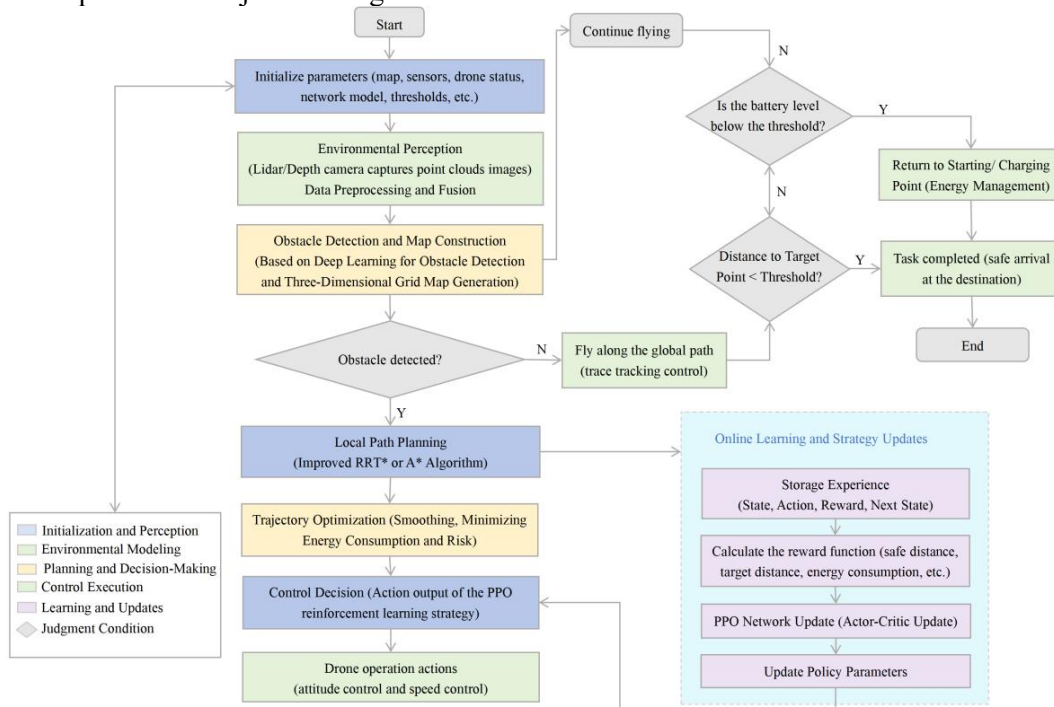 Start
Continue flying
Initialize parameters (map, sensors, drone status,
network model, thresholds, etc.)
N
Is the battery level
below the threshold?
Y
Environmental Perception
(Lidar/Depth camera captures point clouds images)
Data Preprocessing and Fusion
Return to Starting/ Charging
Point (Energy Management)
N
Obstacle Detection and Map Construction
(Based on Deep Learning for Obstacle Detection
and Three-Dimensional Grid Map Generation)
Distance to Target
Point < Threshold?
Y
Task completed (safe arrival
at the destination)
End
Obstacle detected?
N
Fly along the global path
(trace tracking control)
Y
Local Path Planning
(Improved RRT* or A* Algorithm)
Online Learning and Strategy Updates
Storage Experience
(State, Action, Reward, Next State)
Trajectory Optimization (Smoothing, Minimizing
Energy Consumption and Risk)
Calculate the reward function (safe distance,
target distance, energy consumption, etc.)
Control Decision (Action output of the PPO
reinforcement learning strategy)
PPO Network Update (Actor-Critic Update)
Drone operation actions
(attitude control and speed control)
Update Policy Parameters
Initialization and Perception
Environmental Modeling
Planning and Decision-Making
Control Execution
Learning and Updates
Judgment Condition